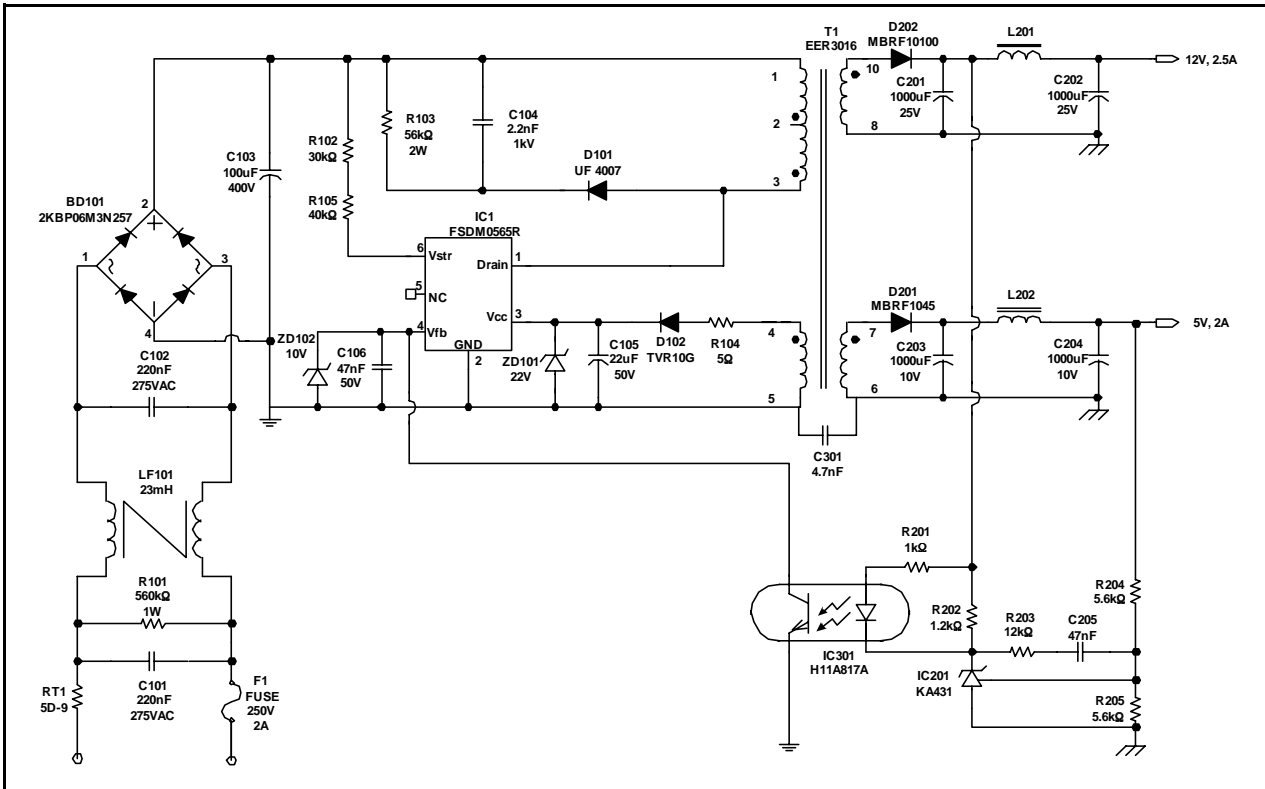 T1
EER3016
D202
MBRF10100
L201
12V, 2.5A
1
2
3
10
8
C201
1000uF
25V
C202
1000uF
25V
R103
56kΩ
2W
C104
2.2nF
1kV
R102
30kΩ
C103
100uF
400V
D101
UF 4007
R105
40kΩ
BD101
2KBP06M3N257
2
1
3
4
IC1
FSDM0565R
6
Vstr
Drain
1
5
NC
Vcc
3
4
Vfb
GND
2
ZD102
10V
C106
47nF
50V
ZD101
22V
C105
22uF
50V
D102
TVR10G
R104
5Ω
4
5
7
6
D201
MBRF1045
L202
5V, 2A
C203
1000uF
10V
C204
1000uF
10V
C301
4.7nF
C102
220nF
275VAC
LF101
23mH
R101
560kΩ
1W
C101
220nF
275VAC
RT1
5D-9
F1
FUSE
250V
2A
R201
1kΩ
R202
1.2kΩ
R203
12kΩ
C205
47nF
R204
5.6kΩ
IC301
H11A817A
IC201
KA431
R205
5.6kΩ